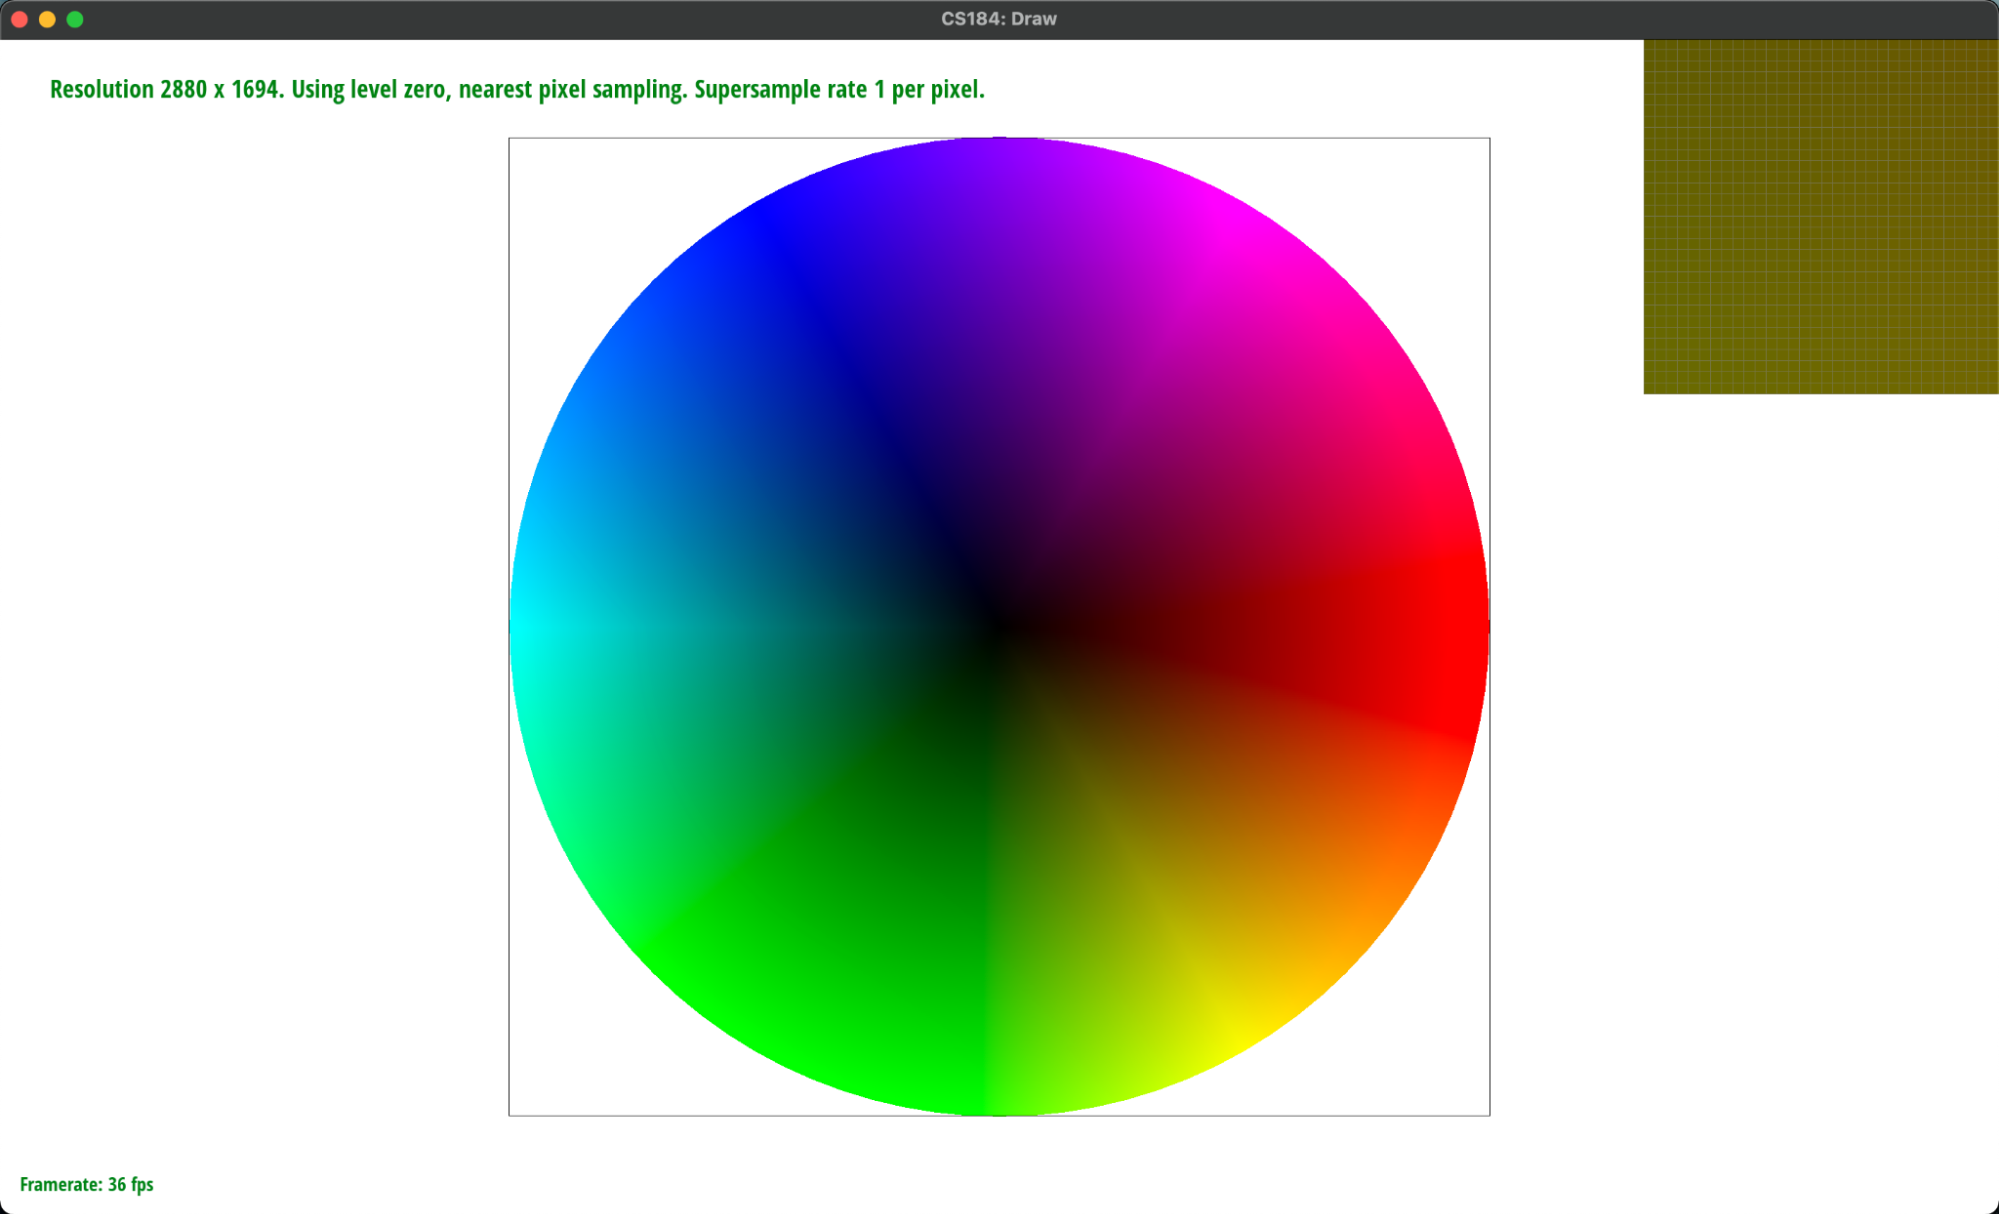 CS184: Draw
Resolution 2880 x 1694. Using level zero, nearest pixel sampling. Supersample rate 1 per pixel.
Framerate: 36 fps